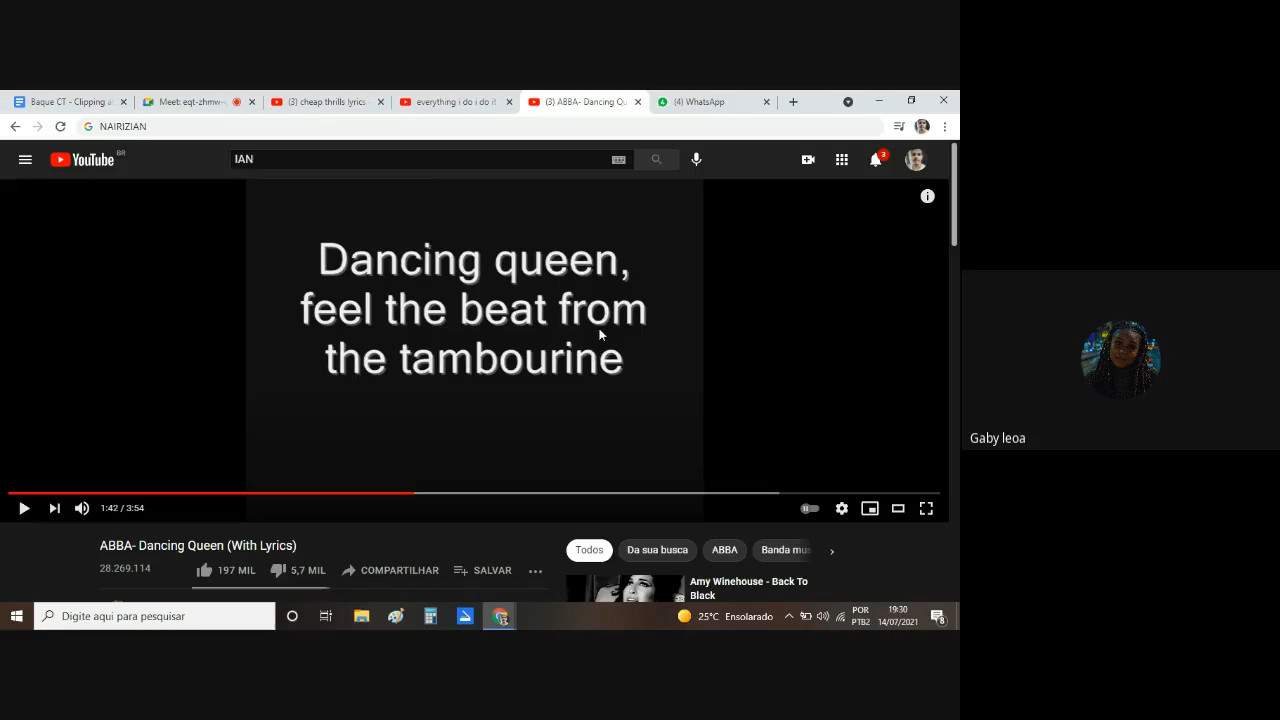 Baque CT - Clipping a
Meet: eqt-zhmw-
(3) cheap thrills lyrics -
everything i do i do it
(3) ABBA- Dancing Qu
(4) WhatsApp
NAIRIZIAN
YouTube BR
IAN
3
Dancing queen,
feel the beat from
the tambourine
Gaby leoa
1:42 / 3:54
ABBA- Dancing Queen (With Lyrics)
28.269.114
197 MIL
5,7 MIL
COMPARTILHAR
SALVAR
Todos
Da sua busca
ABBA
Banda mus
Amy Winehouse - Back To
Black
Digite aqui para pesquisar
25°C Ensolarado
POR
PTB2
19:30
14/07/2021
8